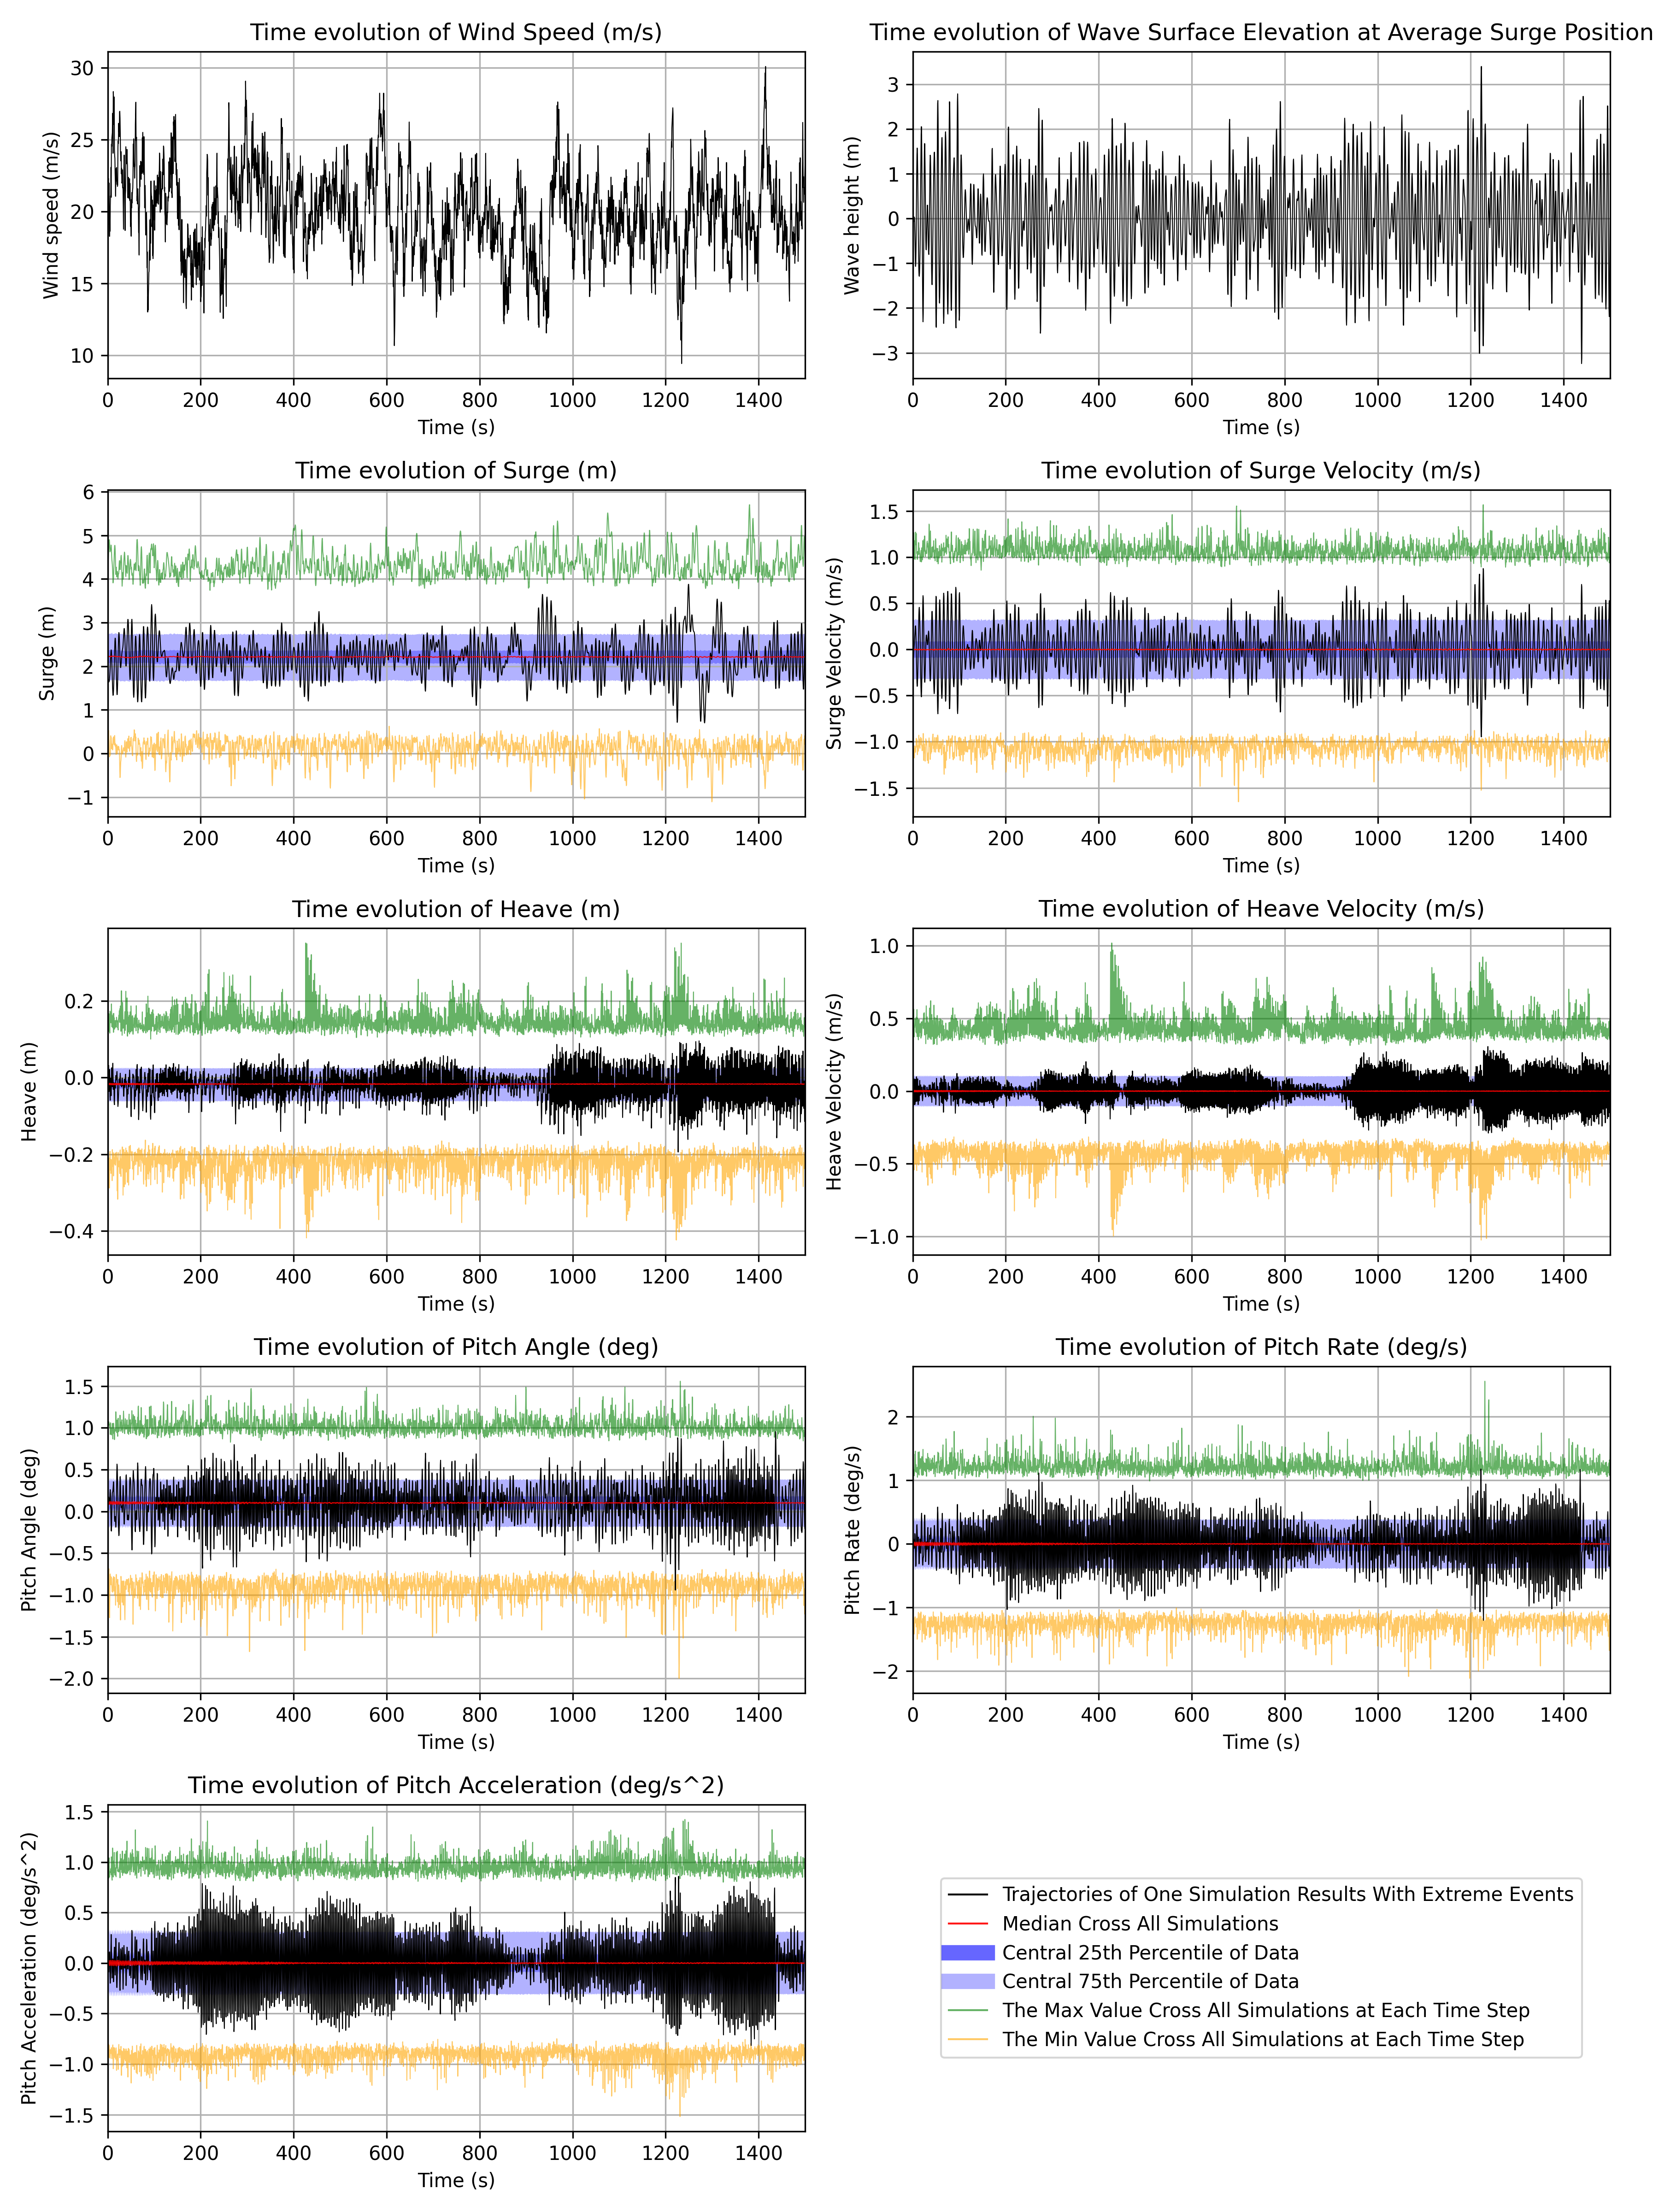 Time evolution of Wind Speed (m/s)
Wind speed (m/s)
30
25
20
15
10
0 200 400 600 800 1000 1200 1400
Time (s)
Time evolution of Wave Surface Elevation at Average Surge Position
Wave height (m)
3
2
1
0
−1
−2
−3
0 200 400 600 800 1000 1200 1400
Time (s)
Time evolution of Surge (m)
Surge (m)
6
5
4
3
2
1
0
−1
0 200 400 600 800 1000 1200 1400
Time (s)
Time evolution of Surge Velocity (m/s)
Surge Velocity (m/s)
1.5
1.0
0.5
0.0
−0.5
−1.0
−1.5
0 200 400 600 800 1000 1200 1400
Time (s)
Time evolution of Heave (m)
Heave (m)
0.2
0.0
−0.2
−0.4
0 200 400 600 800 1000 1200 1400
Time (s)
Time evolution of Heave Velocity (m/s)
Heave Velocity (m/s)
1.0
0.5
0.0
−0.5
−1.0
0 200 400 600 800 1000 1200 1400
Time (s)
Time evolution of Pitch Angle (deg)
Pitch Angle (deg)
1.5
1.0
0.5
0.0
−0.5
−1.0
−1.5
−2.0
0 200 400 600 800 1000 1200 1400
Time (s)
Time evolution of Pitch Rate (deg/s)
Pitch Rate (deg/s)
2
1
0
−1
−2
0 200 400 600 800 1000 1200 1400
Time (s)
Time evolution of Pitch Acceleration (deg/s^2)
Pitch Acceleration (deg/s^2)
1.5
1.0
0.5
0.0
−0.5
−1.0
−1.5
0 200 400 600 800 1000 1200 1400
Time (s)
Trajectories of One Simulation Results With Extreme Events
Median Cross All Simulations
Central 25th Percentile of Data
Central 75th Percentile of Data
The Max Value Cross All Simulations at Each Time Step
The Min Value Cross All Simulations at Each Time Step